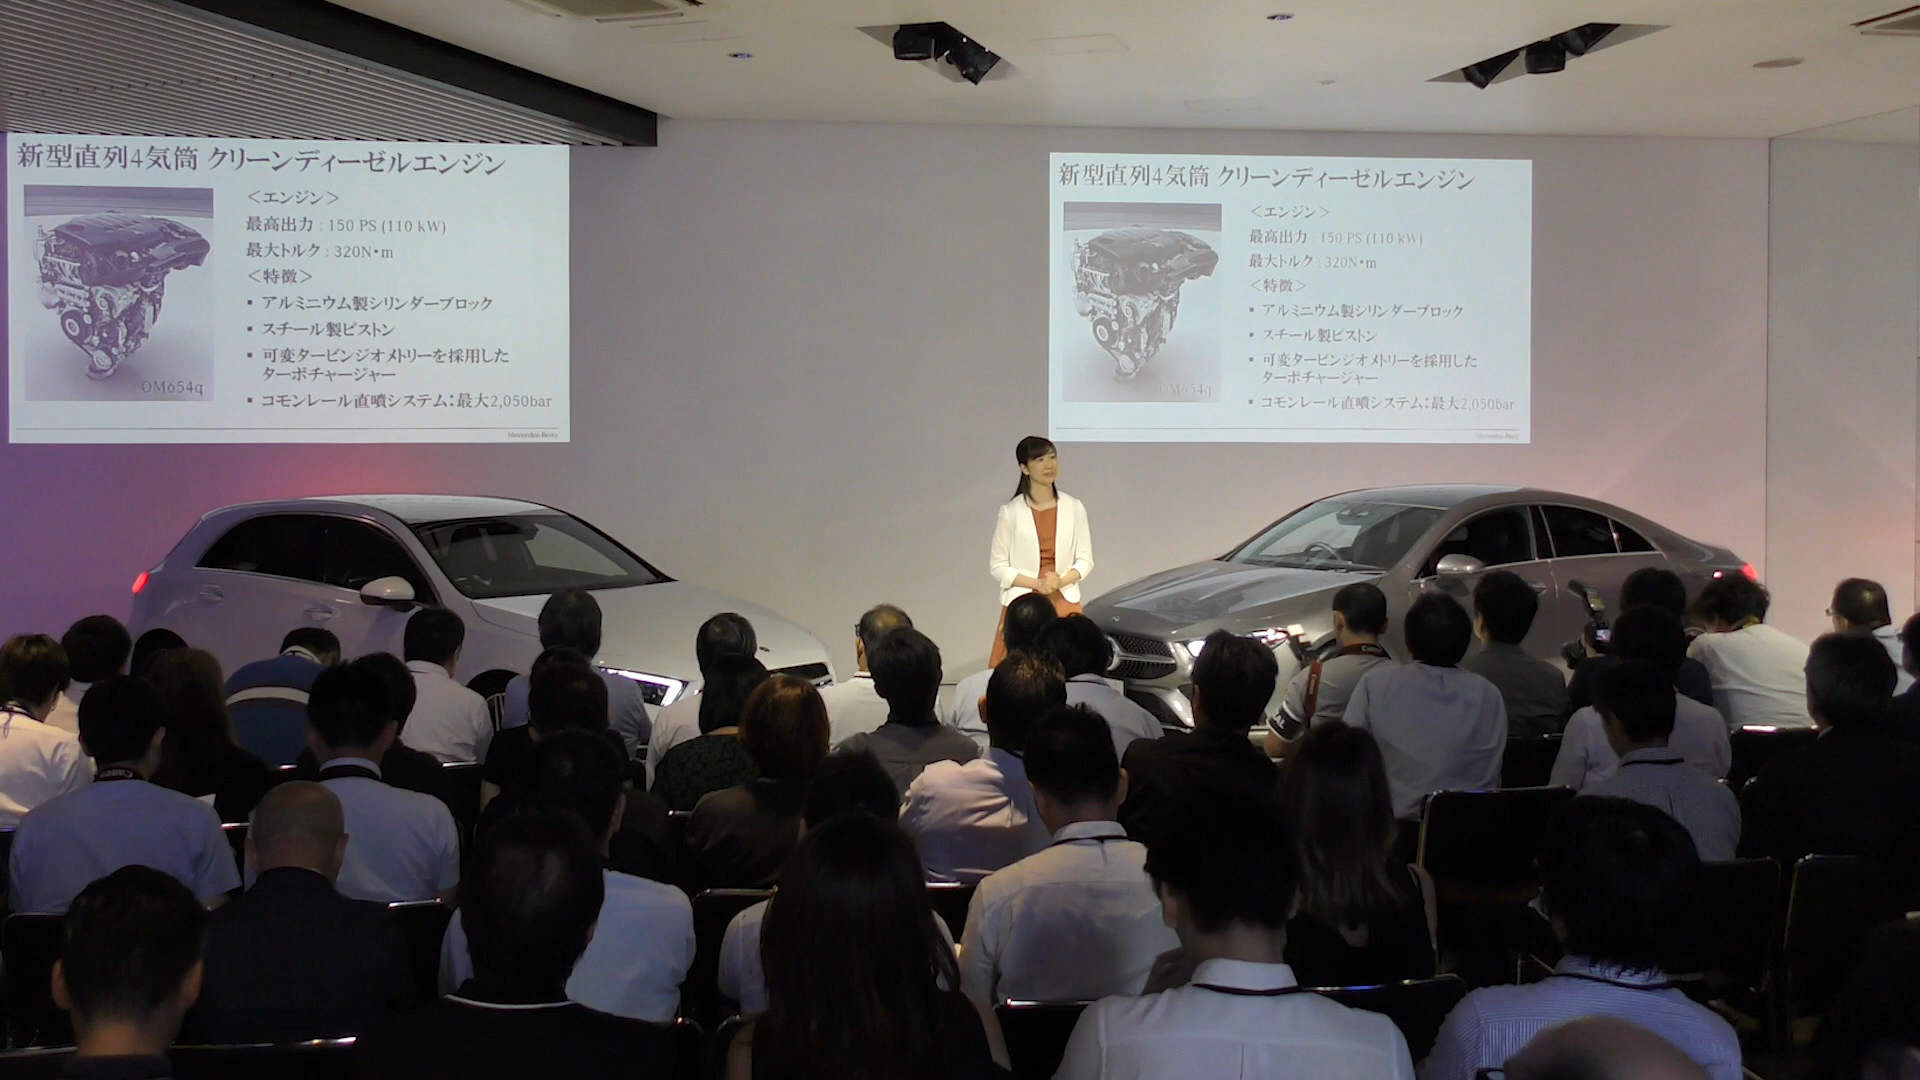 新型直列4気筒 クリーンディーゼルエンジン
＜エンジン＞
最高出力 : 150 PS (110 kW)
最大トルク : 320N・m
＜特徴＞
▪ アルミニウム製シリンダーブロック
▪ スチール製ピストン
▪ 可変タービンジオメトリーを採用した
ターボチャージャー
▪ コモンレール直噴システム：最大2,050bar
OM654q
Mercedes-Benz
新型直列4気筒 クリーンディーゼルエンジン
＜エンジン＞
最高出力 : 150 PS (110 kW)
最大トルク : 320N・m
＜特徴＞
▪ アルミニウム製シリンダーブロック
▪ スチール製ピストン
▪ 可変タービンジオメトリーを採用した
ターボチャージャー
▪ コモンレール直噴システム：最大2,050bar
OM654q
Mercedes-Benz
Canon
Canon